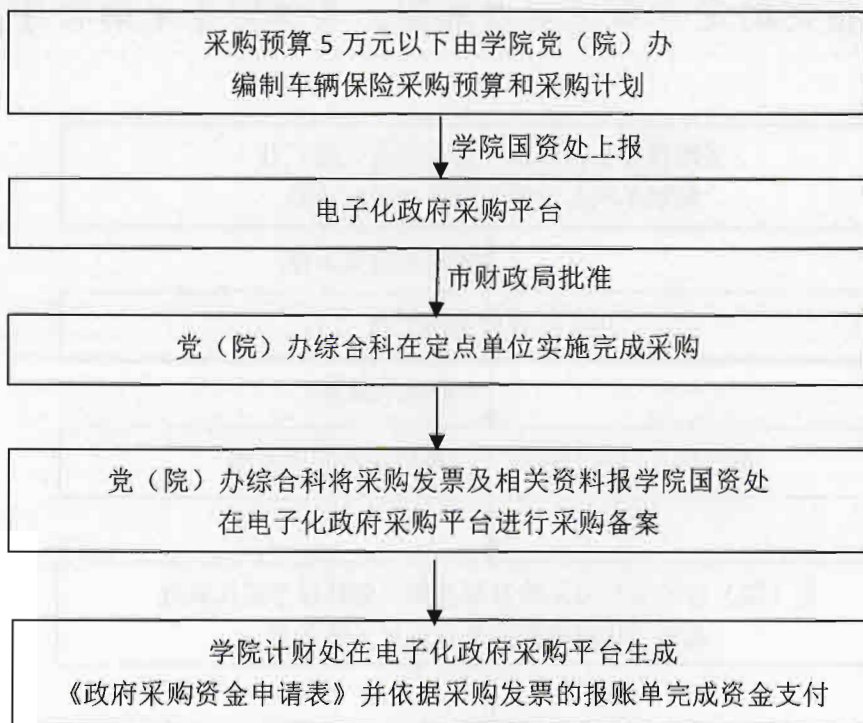 采购预算5万元以下由学院党（院）办
编制车辆保险采购预算和采购计划
学院国资处上报
电子化政府采购平台
市财政局批准
党（院）办综合科在定点单位实施完成采购
党（院）办综合科将采购发票及相关资料报学院国资处
在电子化政府采购平台进行采购备案
学院计财处在电子化政府采购平台生成
《政府采购资金申请表》并依据采购发票的报账单完成资金支付